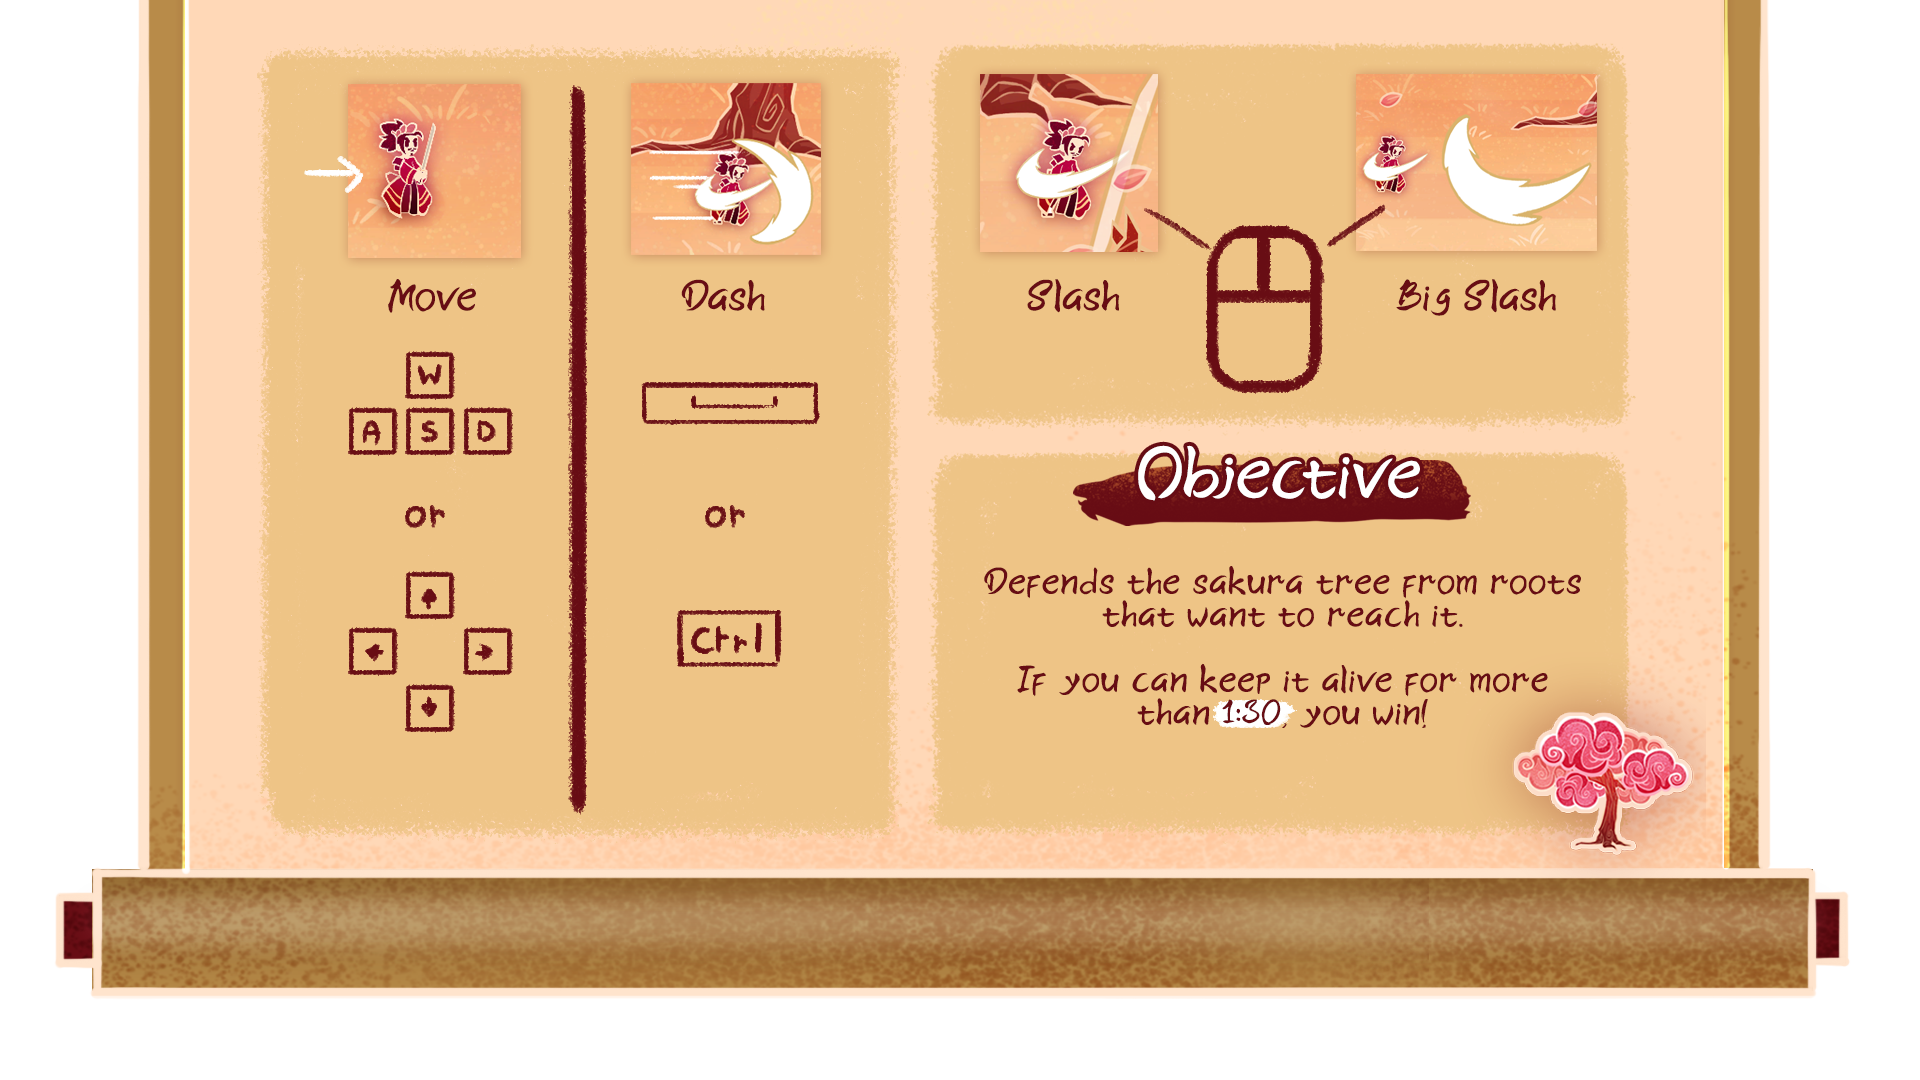 Move
W
A S D
or
Dash
or
Ctrl
Slash
Big Slash
Objective
Defends the sakura tree from roots
that want to reach it.
If you can keep it alive for more
than 1:30, you win!